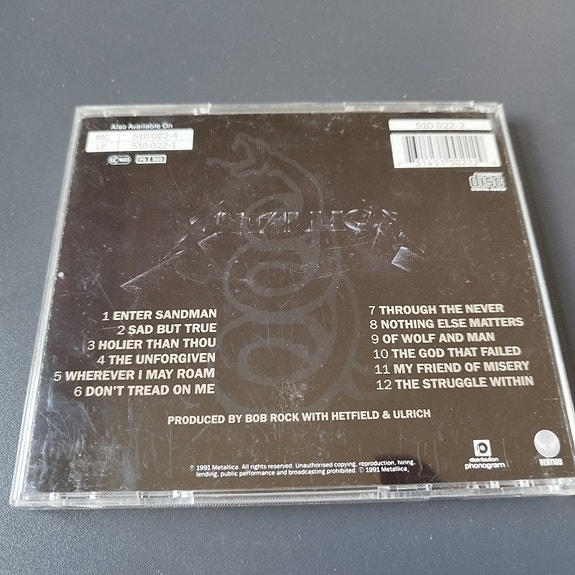 Also Available On
MC 510 022-4
LP 510 022-1
510 022-2
METALLICA
1 ENTER SANDMAN
2 SAD BUT TRUE
3 HOLIER THAN THOU
4 THE UNFORGIVEN
5 WHEREVER I MAY ROAM
6 DON'T TREAD ON ME
7 THROUGH THE NEVER
8 NOTHING ELSE MATTERS
9 OF WOLF AND MAN
10 THE GOD THAT FAILED
11 MY FRIEND OF MISERY
12 THE STRUGGLE WITHIN
PRODUCED BY BOB ROCK WITH HETFIELD & ULRICH
℗ 1991 Metallica. All rights reserved. Unauthorised copying, reproduction, hiring,
lending, public performance and broadcasting prohibited. © 1991 Metallica.
distribution
phonogram
VERTIGO